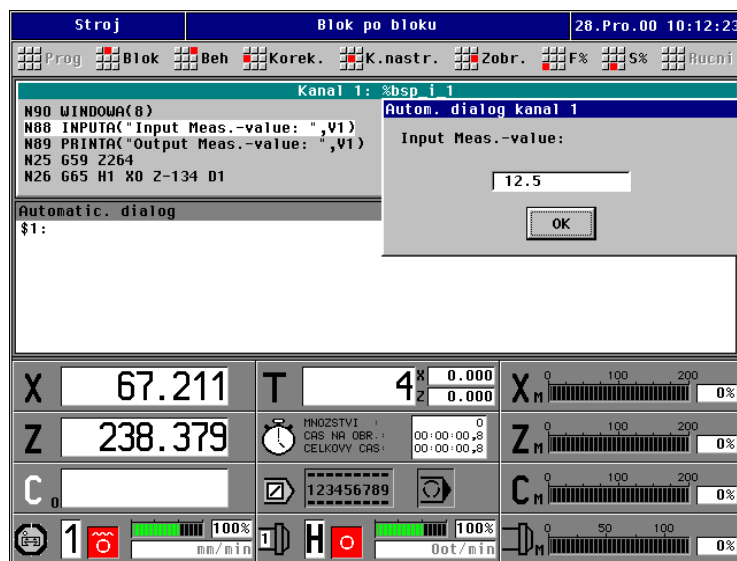 Stroj Blok po bloku 28.Pro.00 10:12:23
Prog Blok Beh Korek. K.nastr. Zobr. F% S% Rucni
Kanal 1: %bsp_i_1
N90 WINDOWA(8)
N88 INPUTA("Input Meas.-value: ",V1)
N89 PRINTA("Output Meas.-value: ",V1)
N25 G59 Z264
N26 G65 H1 X0 Z-134 D1
Autom. dialog kanal 1
Input Meas.-value:
12.5
OK
Automatic. dialog
$1:
X 67.211 T 4 X 0.000 Z 0.000 X M 0 100 200 0%
Z 238.379 MNOZSTVI : 0
CAS NA OBR.: 00:00:00,8
CELKOVY CAS: 00:00:00,8
Z M 0 100 200 0%
C 0 123456789 C M 0 100 200 0%
1 100% mm/min 1 H 100% 0ot/min M 0 50 100 0%